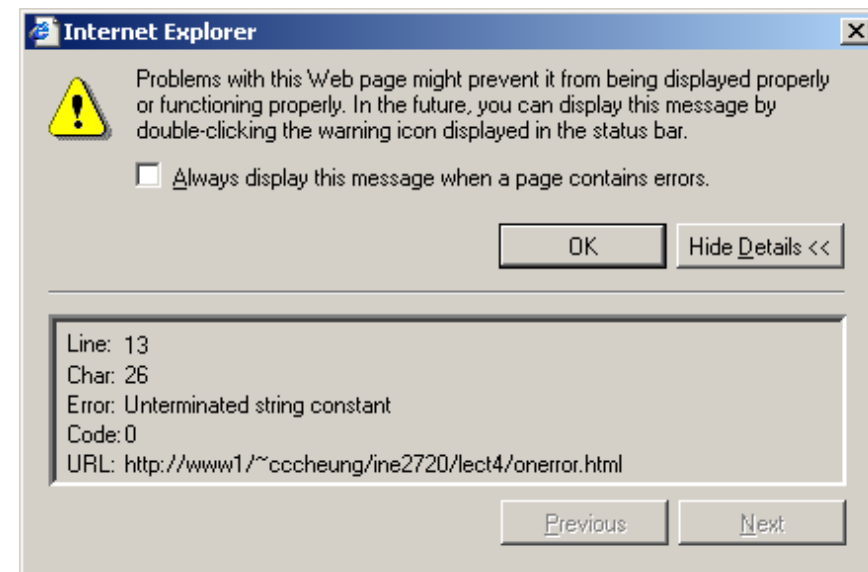 Internet Explorer
Problems with this Web page might prevent it from being displayed properly
or functioning properly. In the future, you can display this message by
double-clicking the warning icon displayed in the status bar.
Always display this message when a page contains errors.
OK
Hide Details <<
Line: 13
Char: 26
Error: Unterminated string constant
Code: 0
URL: http://www1/~cccheung/ine2720/lect4/onerror.html
Previous
Next